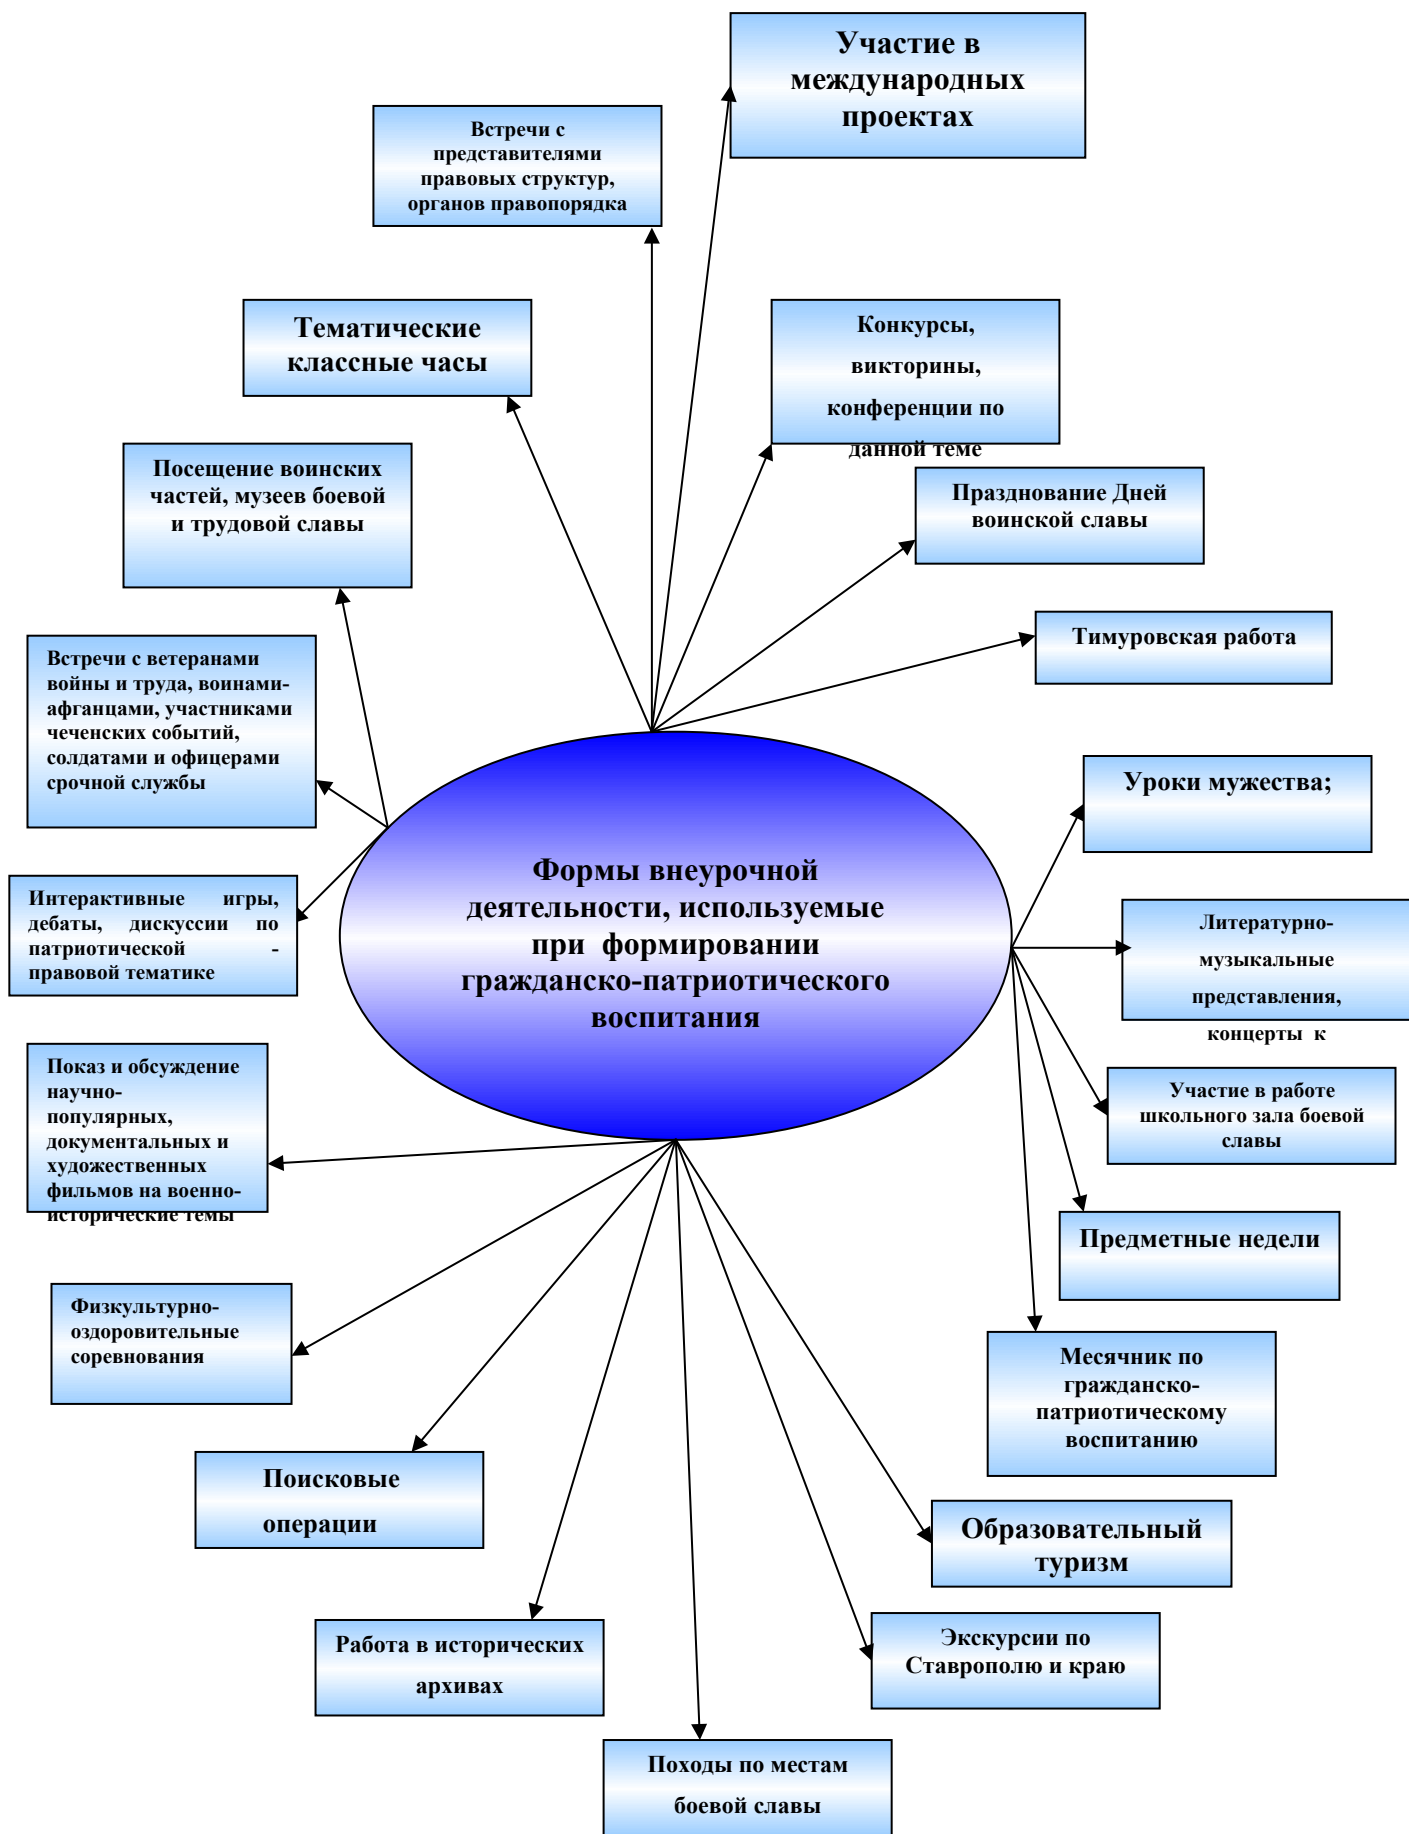 Участие в
международных
проектах
Встречи с
представителями
правовых структур,
органов правопорядка
Тематические
классные часы
Конкурсы,
викторины,
конференции по
данной теме
Посещение воинских
частей, музеев боевой
и трудовой славы
Празднование Дней
воинской славы
Тимуровская работа
Встречи с ветеранами
войны и труда, воинами-
афганцами, участниками
чеченских событий,
солдатами и офицерами
срочной службы
Уроки мужества;
Формы внеурочной
деятельности, используемые
при формировании
гражданско-патриотического
воспитания
Интерактивные игры,
дебаты, дискуссии по
патриотической -
правовой тематике
Литературно-
музыкальные
представления,
концерты к
Показ и обсуждение
научно-
популярных,
документальных и
художественных
фильмов на военно-
исторические темы
Участие в работе
школьного зала боевой
славы
Предметные недели
Физкультурно-
оздоровительные
соревнования
Месячник по
гражданско-
патриотическому
воспитанию
Поисковые
операции
Образовательный
туризм
Работа в исторических
архивах
Экскурсии по
Ставрополю и краю
Походы по местам
боевой славы